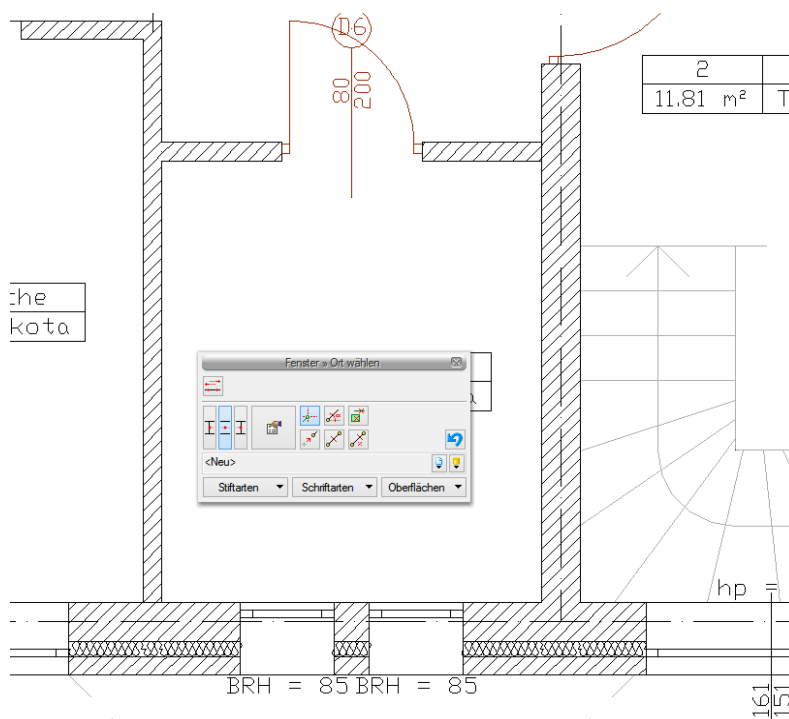 D6
80
200
2
11.81 m² T
che
kota
Fenster » Ort wählen
a
<Neu>
Stiftarten Schriftarten Oberflächen
hp =
BRH = 85 BRH = 85
161
151